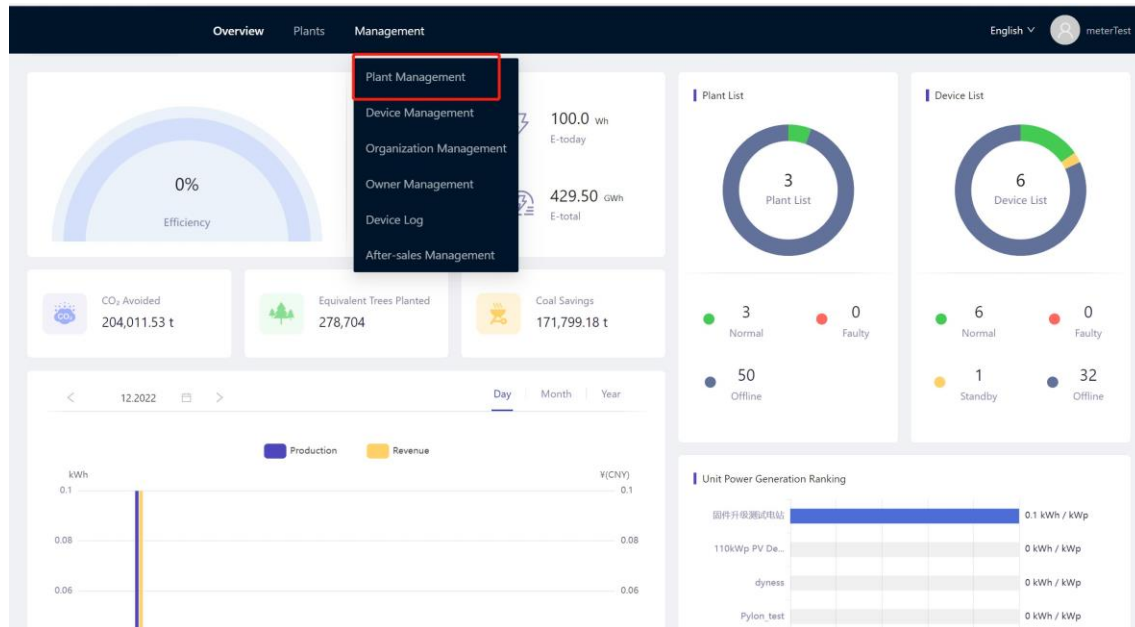 Overview Plants Management English meterTest
Plant Management
Device Management
Organization Management
Owner Management
Device Log
After-sales Management
0%
Efficiency
100.0 Wh
E-today
429.50 GWh
E-total
CO₂ Avoided
204,011.53 t
Equivalent Trees Planted
278,704
Coal Savings
171,799.18 t
Plant List
3
Plant List
3
Normal
0
Faulty
50
Offline
Device List
6
Device List
6
Normal
0
Faulty
1
Standby
32
Offline
< 12.2022 > Day Month Year
Production Revenue
kWh ¥(CNY)
0.1 0.1
0.08 0.08
0.06 0.06
Unit Power Generation Ranking
固件升级测试电站 0.1 kWh / kWp
110kWp PV De... 0 kWh / kWp
dyness 0 kWh / kWp
Pylon_test 0 kWh / kWp